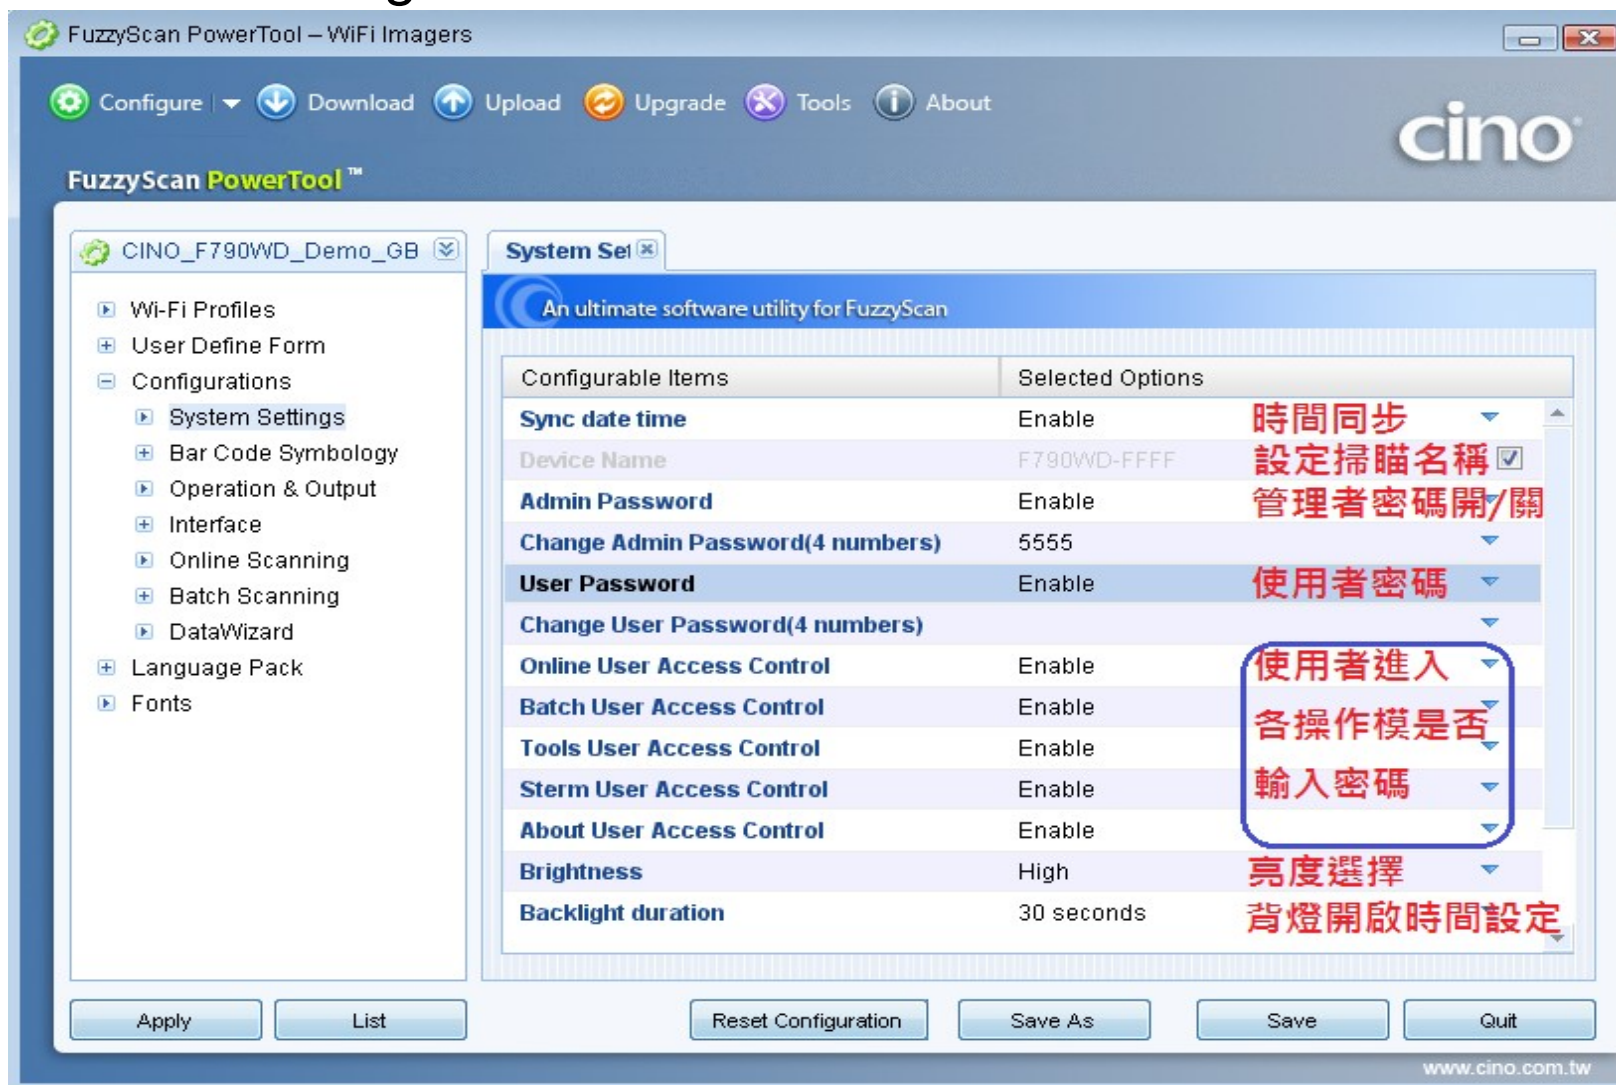 FuzzyScan PowerTool – WiFi Imagers
Configure Download Upload Upgrade Tools About
cino
FuzzyScan PowerTool ™
CINO_F790WD_Demo_GB
Wi-Fi Profiles
User Define Form
Configurations
System Settings
Bar Code Symbology
Operation & Output
Interface
Online Scanning
Batch Scanning
DataWizard
Language Pack
Fonts
System Set
An ultimate software utility for FuzzyScan
Configurable Items Selected Options
Sync date time Enable 時間同步
Device Name F790WD-FFFF 設定掃瞄名稱
Admin Password Enable 管理者密碼開/關
Change Admin Password(4 numbers) 5555
User Password Enable 使用者密碼
Change User Password(4 numbers)
Online User Access Control Enable 使用者進入
Batch User Access Control Enable 各操作模是否
Tools User Access Control Enable
Sterm User Access Control Enable 輸入密碼
About User Access Control Enable
Brightness High 亮度選擇
Backlight duration 30 seconds 背燈開啟時間設定
Apply List Reset Configuration Save As Save Quit
www.cino.com.tw